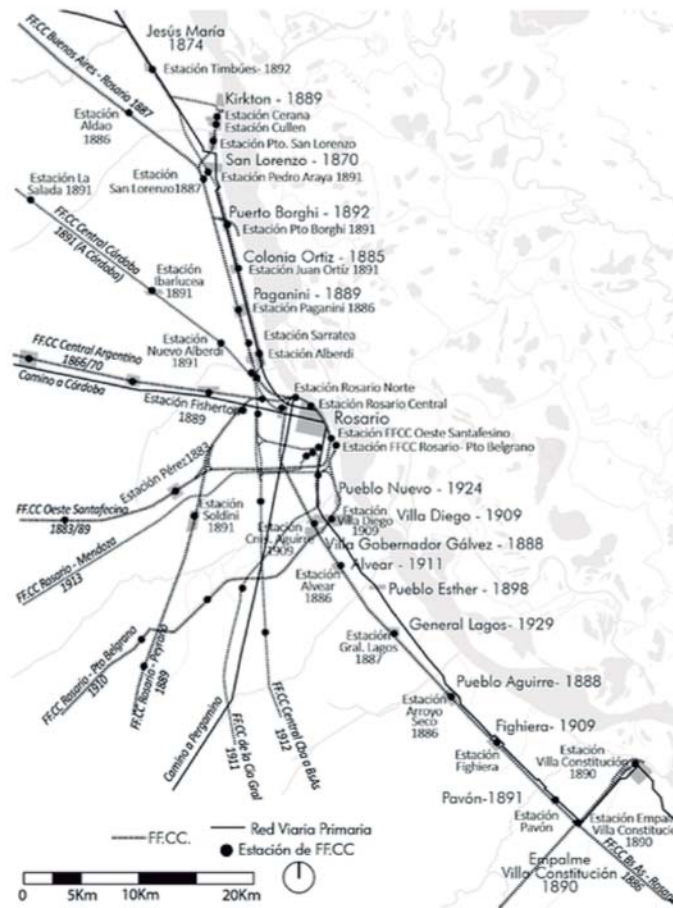 Jesús María
1874
FF.CC Buenos Aires - Rosario 1887
Estación Timbúes- 1892
Kirkton - 1889
Estación Cerana
Estación Cullen
Estación
Aldao
1886
Estación Pto. San Lorenzo
San Lorenzo - 1870
Estación Pedro Araya 1891
Estación
San Lorenzo1887
Estación La
Salada 1891
Puerto Borghi - 1892
Estación Pto Borghi 1891
FF.CC Central Córdoba
1891 (A Córdoba)
Colonia Ortiz - 1885
Estación Juan Ortíz 1891
Estación
Ibarlucea
1891
Paganini - 1889
Estación Paganini 1886
Estación Sarratea
Estación Alberdi
Estación
Nuevo Alberdi
1891
FF.CC Central Argentino
1866/70
Camino a Córdoba
Estación Rosario Norte
Estación Rosario Central
Estación Fisherton
1889
Rosario
Estación FFCC Oeste Santafesino
Estación FFCC Rosario- Pto Belgrano
Estación Pérez1883
Pueblo Nuevo - 1924
FF.CC Oeste Santafecino
1883/89
Estación
Soldini
1891
Estación
Villa Diego
1909
Villa Diego - 1909
Estación
Cnel. Aguirre
1909
Villa Gobernador Gálvez - 1888
FF.CC Rosario - Mendoza
1913
Alvear - 1911
Estación
Alvear
1886
Pueblo Esther - 1898
General Lagos- 1929
Estación
Gral. Lagos
1887
FF.CC Rosario - Pto Belgrano
1910
FF.CC Rosario - Peyrano
1889
Pueblo Aguirre- 1888
Camino a Pergamino
FF.CC de la Cía Gral
1911
FF.CC Central Cba a BsAs
1912
Estación
Arroyo
Seco
1886
Fighiera - 1909
Estación
Fighiera
Estación
Villa Constitución
1890
Pavón-1891
Estación
Pavón
Estación Empal
Villa Constitució
1890
FF.CC Bs As - Rosario
1886
Empalme
Villa Constitución
1890
FF.CC.
Red Viaria Primaria
Estación de FF.CC
0 5Km 10Km 20Km